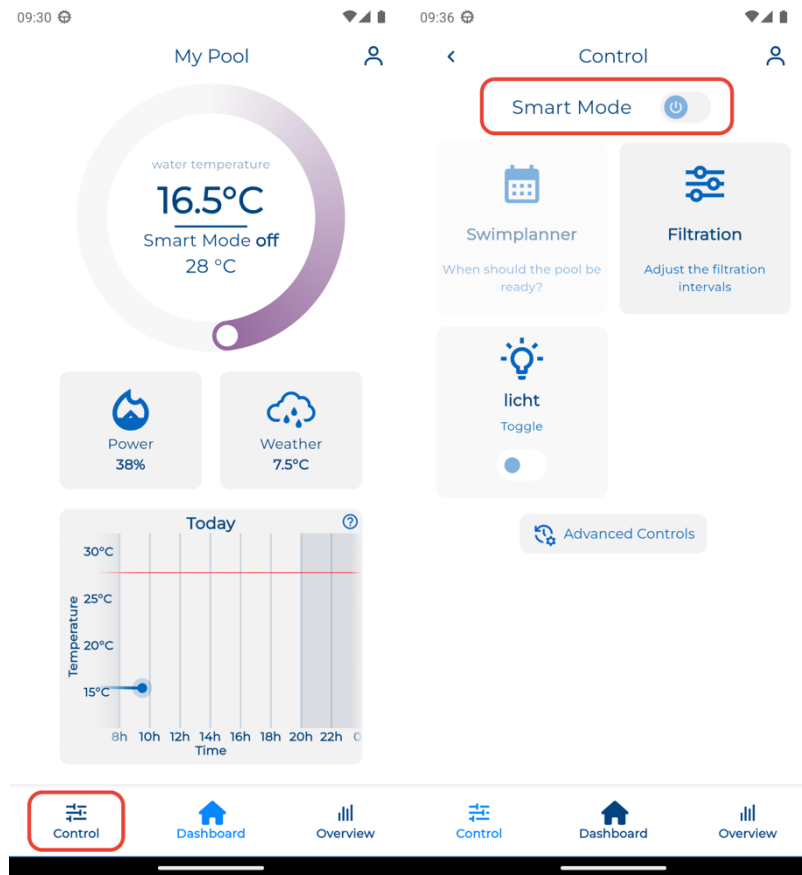 09:30
My Pool
water temperature
16.5°C
Smart Mode off
28 °C
Power
38%
Weather
7.5°C
Today
30°C
25°C
20°C
15°C
Temperature
8h 10h 12h 14h 16h 18h 20h 22h 0
Time
Control
Dashboard
Overview
09:36
Control
Smart Mode
Swimplanner
When should the pool be
ready?
Filtration
Adjust the filtration
intervals
licht
Toggle
Advanced Controls
Control
Dashboard
Overview